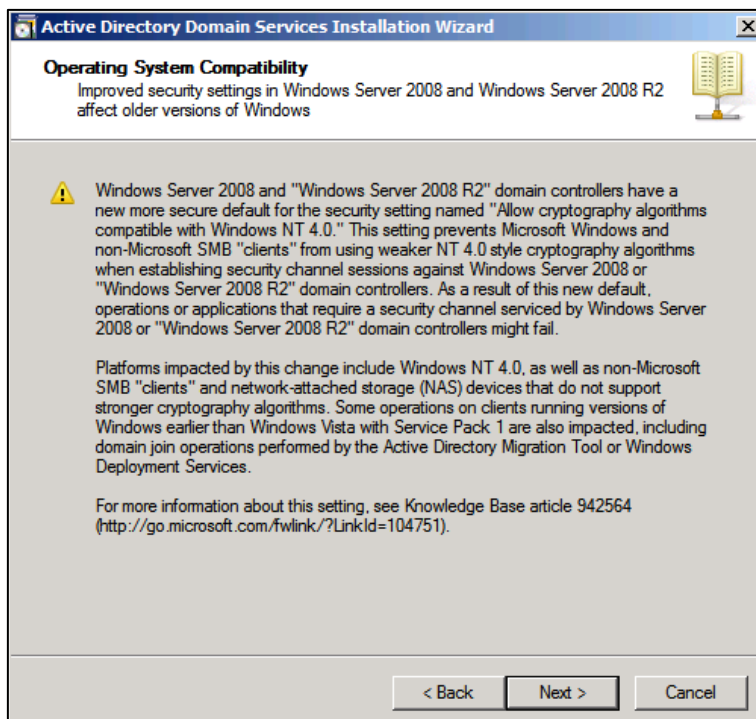 Active Directory Domain Services Installation Wizard
Operating System Compatibility
Improved security settings in Windows Server 2008 and Windows Server 2008 R2
affect older versions of Windows
Windows Server 2008 and "Windows Server 2008 R2" domain controllers have a
new more secure default for the security setting named "Allow cryptography algorithms
compatible with Windows NT 4.0." This setting prevents Microsoft Windows and
non-Microsoft SMB "clients" from using weaker NT 4.0 style cryptography algorithms
when establishing security channel sessions against Windows Server 2008 or
"Windows Server 2008 R2" domain controllers. As a result of this new default,
operations or applications that require a security channel serviced by Windows Server
2008 or "Windows Server 2008 R2" domain controllers might fail.
Platforms impacted by this change include Windows NT 4.0, as well as non-Microsoft
SMB "clients" and network-attached storage (NAS) devices that do not support
stronger cryptography algorithms. Some operations on clients running versions of
Windows earlier than Windows Vista with Service Pack 1 are also impacted, including
domain join operations performed by the Active Directory Migration Tool or Windows
Deployment Services.
For more information about this setting, see Knowledge Base article 942564
(http://go.microsoft.com/fwlink/?LinkId=104751).
< Back
Next >
Cancel